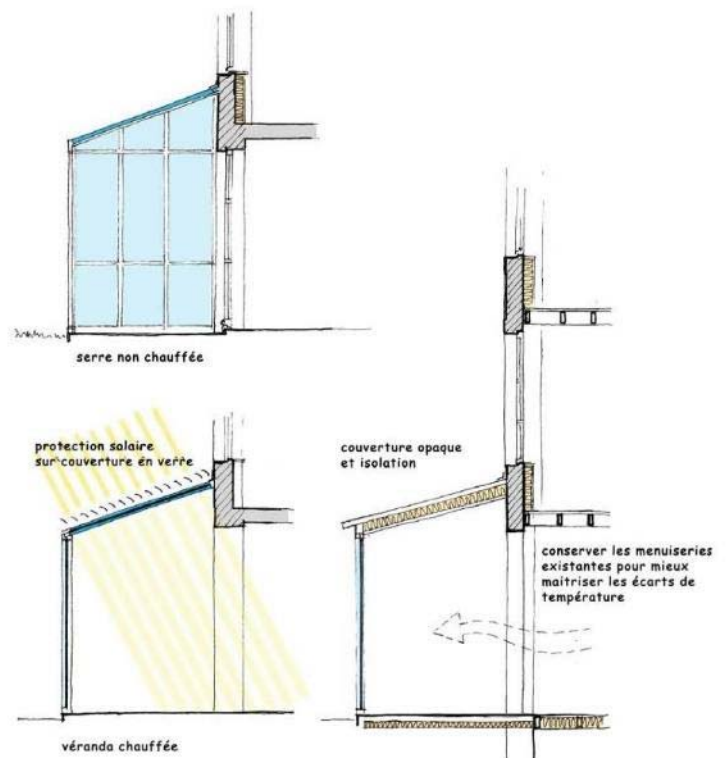 serre non chauffée
protection solaire
sur couverture en verre
couverture opaque
et isolation
conserver les menuiseries
existantes pour mieux
maitriser les écarts de
température
véranda chauffée